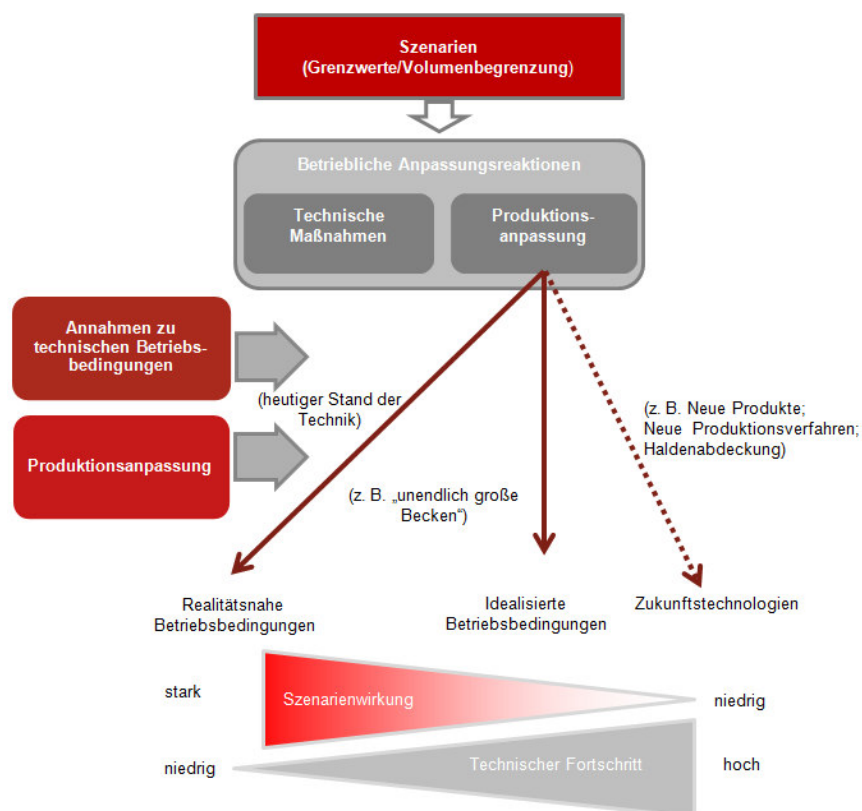 Szenarien
(Grenzwerte/Volumenbegrenzung)
Betriebliche Anpassungsreaktionen
Technische
Maßnahmen
Produktions-
anpassung
Annahmen zu
technischen Betriebs-
bedingungen
Produktionsanpassung
(heutiger Stand der
Technik)
(z. B. „unendlich große
Becken“)
(z. B. Neue Produkte;
Neue Produktionsverfahren;
Haldenabdeckung)
Realitätsnahe
Betriebsbedingungen
Idealisierte
Betriebsbedingungen
Zukunftstechnologien
stark
Szenarienwirkung
niedrig
niedrig
Technischer Fortschritt
hoch